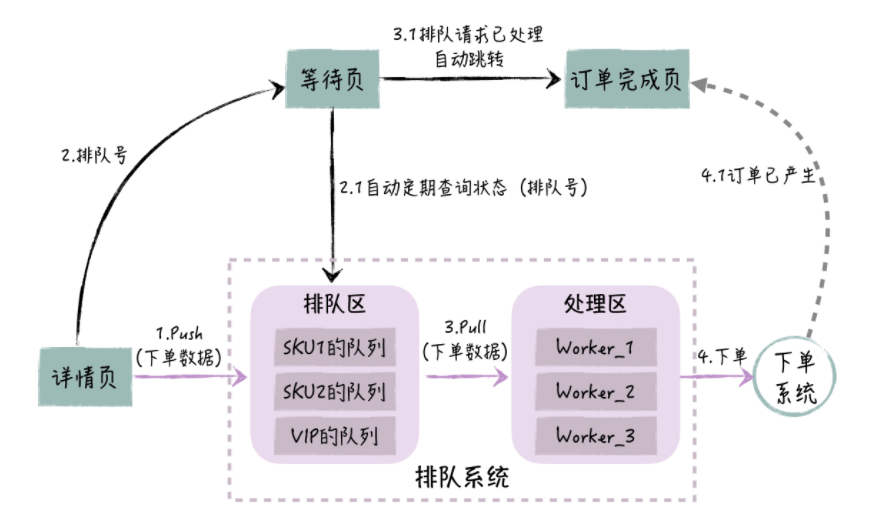 3.1排队请求已处理
自动跳转
等待页
订单完成页
2.排队号
2.1自动定期查询状态（排队号）
4.1订单已产生
排队区
处理区
1.Push
（下单数据）
SKU1的队列
3.Pull
（下单数据）
Worker_1
4.下单
下单
系统
详情页
SKU2的队列
Worker_2
VIP的队列
Worker_3
排队系统